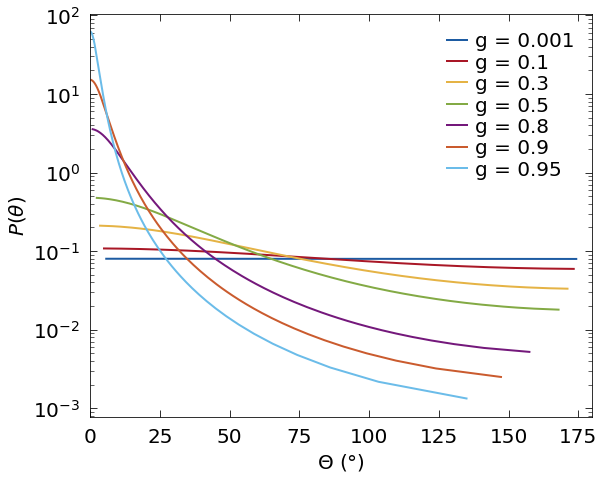 10²
10¹
10⁰
10⁻¹
10⁻²
10⁻³
P(θ)
g = 0.001
g = 0.1
g = 0.3
g = 0.5
g = 0.8
g = 0.9
g = 0.95
0 25 50 75 100 125 150 175
Θ (°)